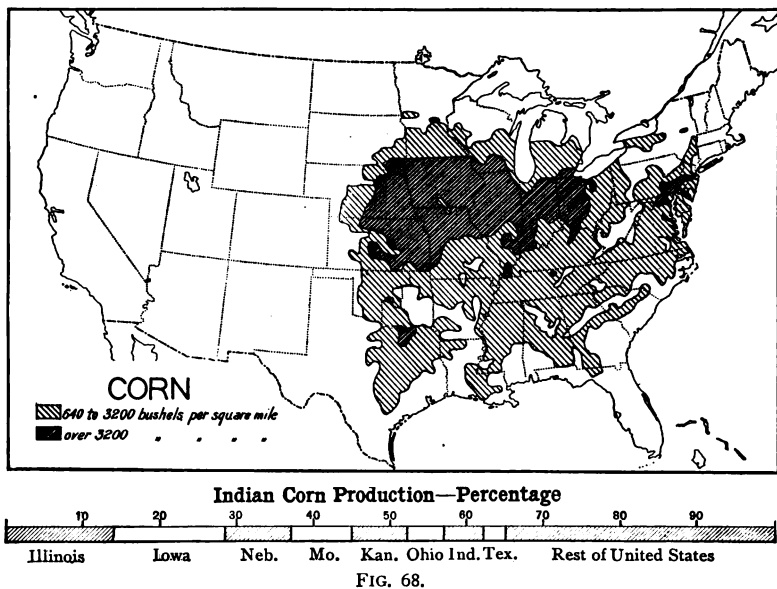 CORN
640 to 3200 bushels per square mile
over 3200 " " " "
Indian Corn Production—Percentage
10 20 30 40 50 60 70 80 90
Illinois Iowa Neb. Mo. Kan. Ohio Ind. Tex. Rest of United States
FIG. 68.